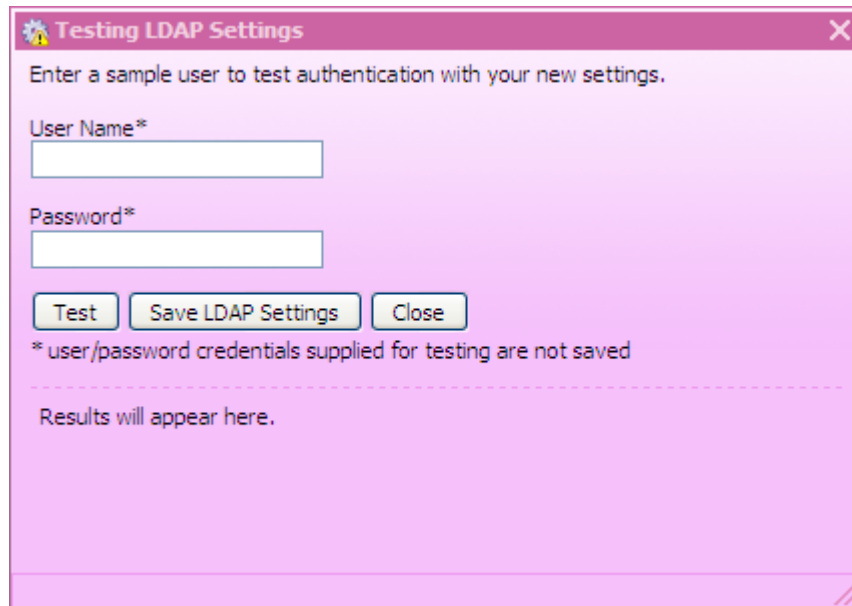 Testing LDAP Settings
Enter a sample user to test authentication with your new settings.
User Name*
Password*
Test Save LDAP Settings Close
* user/password credentials supplied for testing are not saved
Results will appear here.